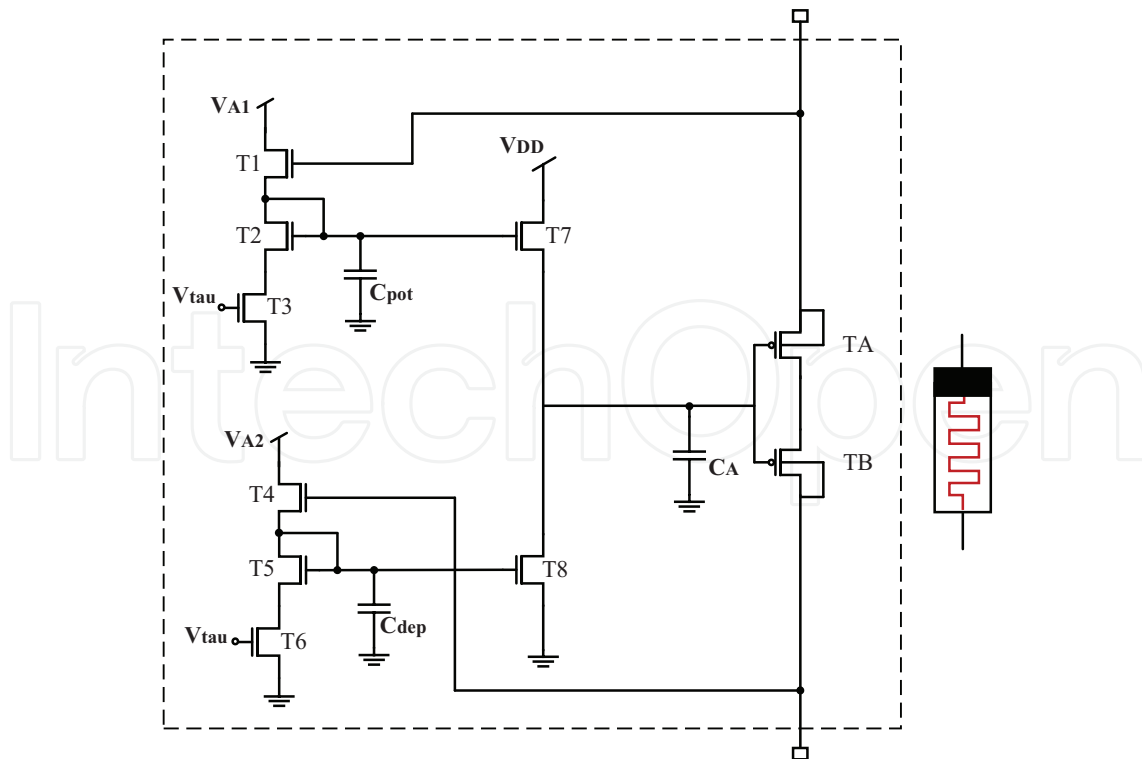 VA1
T1
VDD
T2
T7
Cpot
Vtau
T3
TA
VA2
CA
TB
T4
T5
T8
Cdep
Vtau
T6
IntechOpen